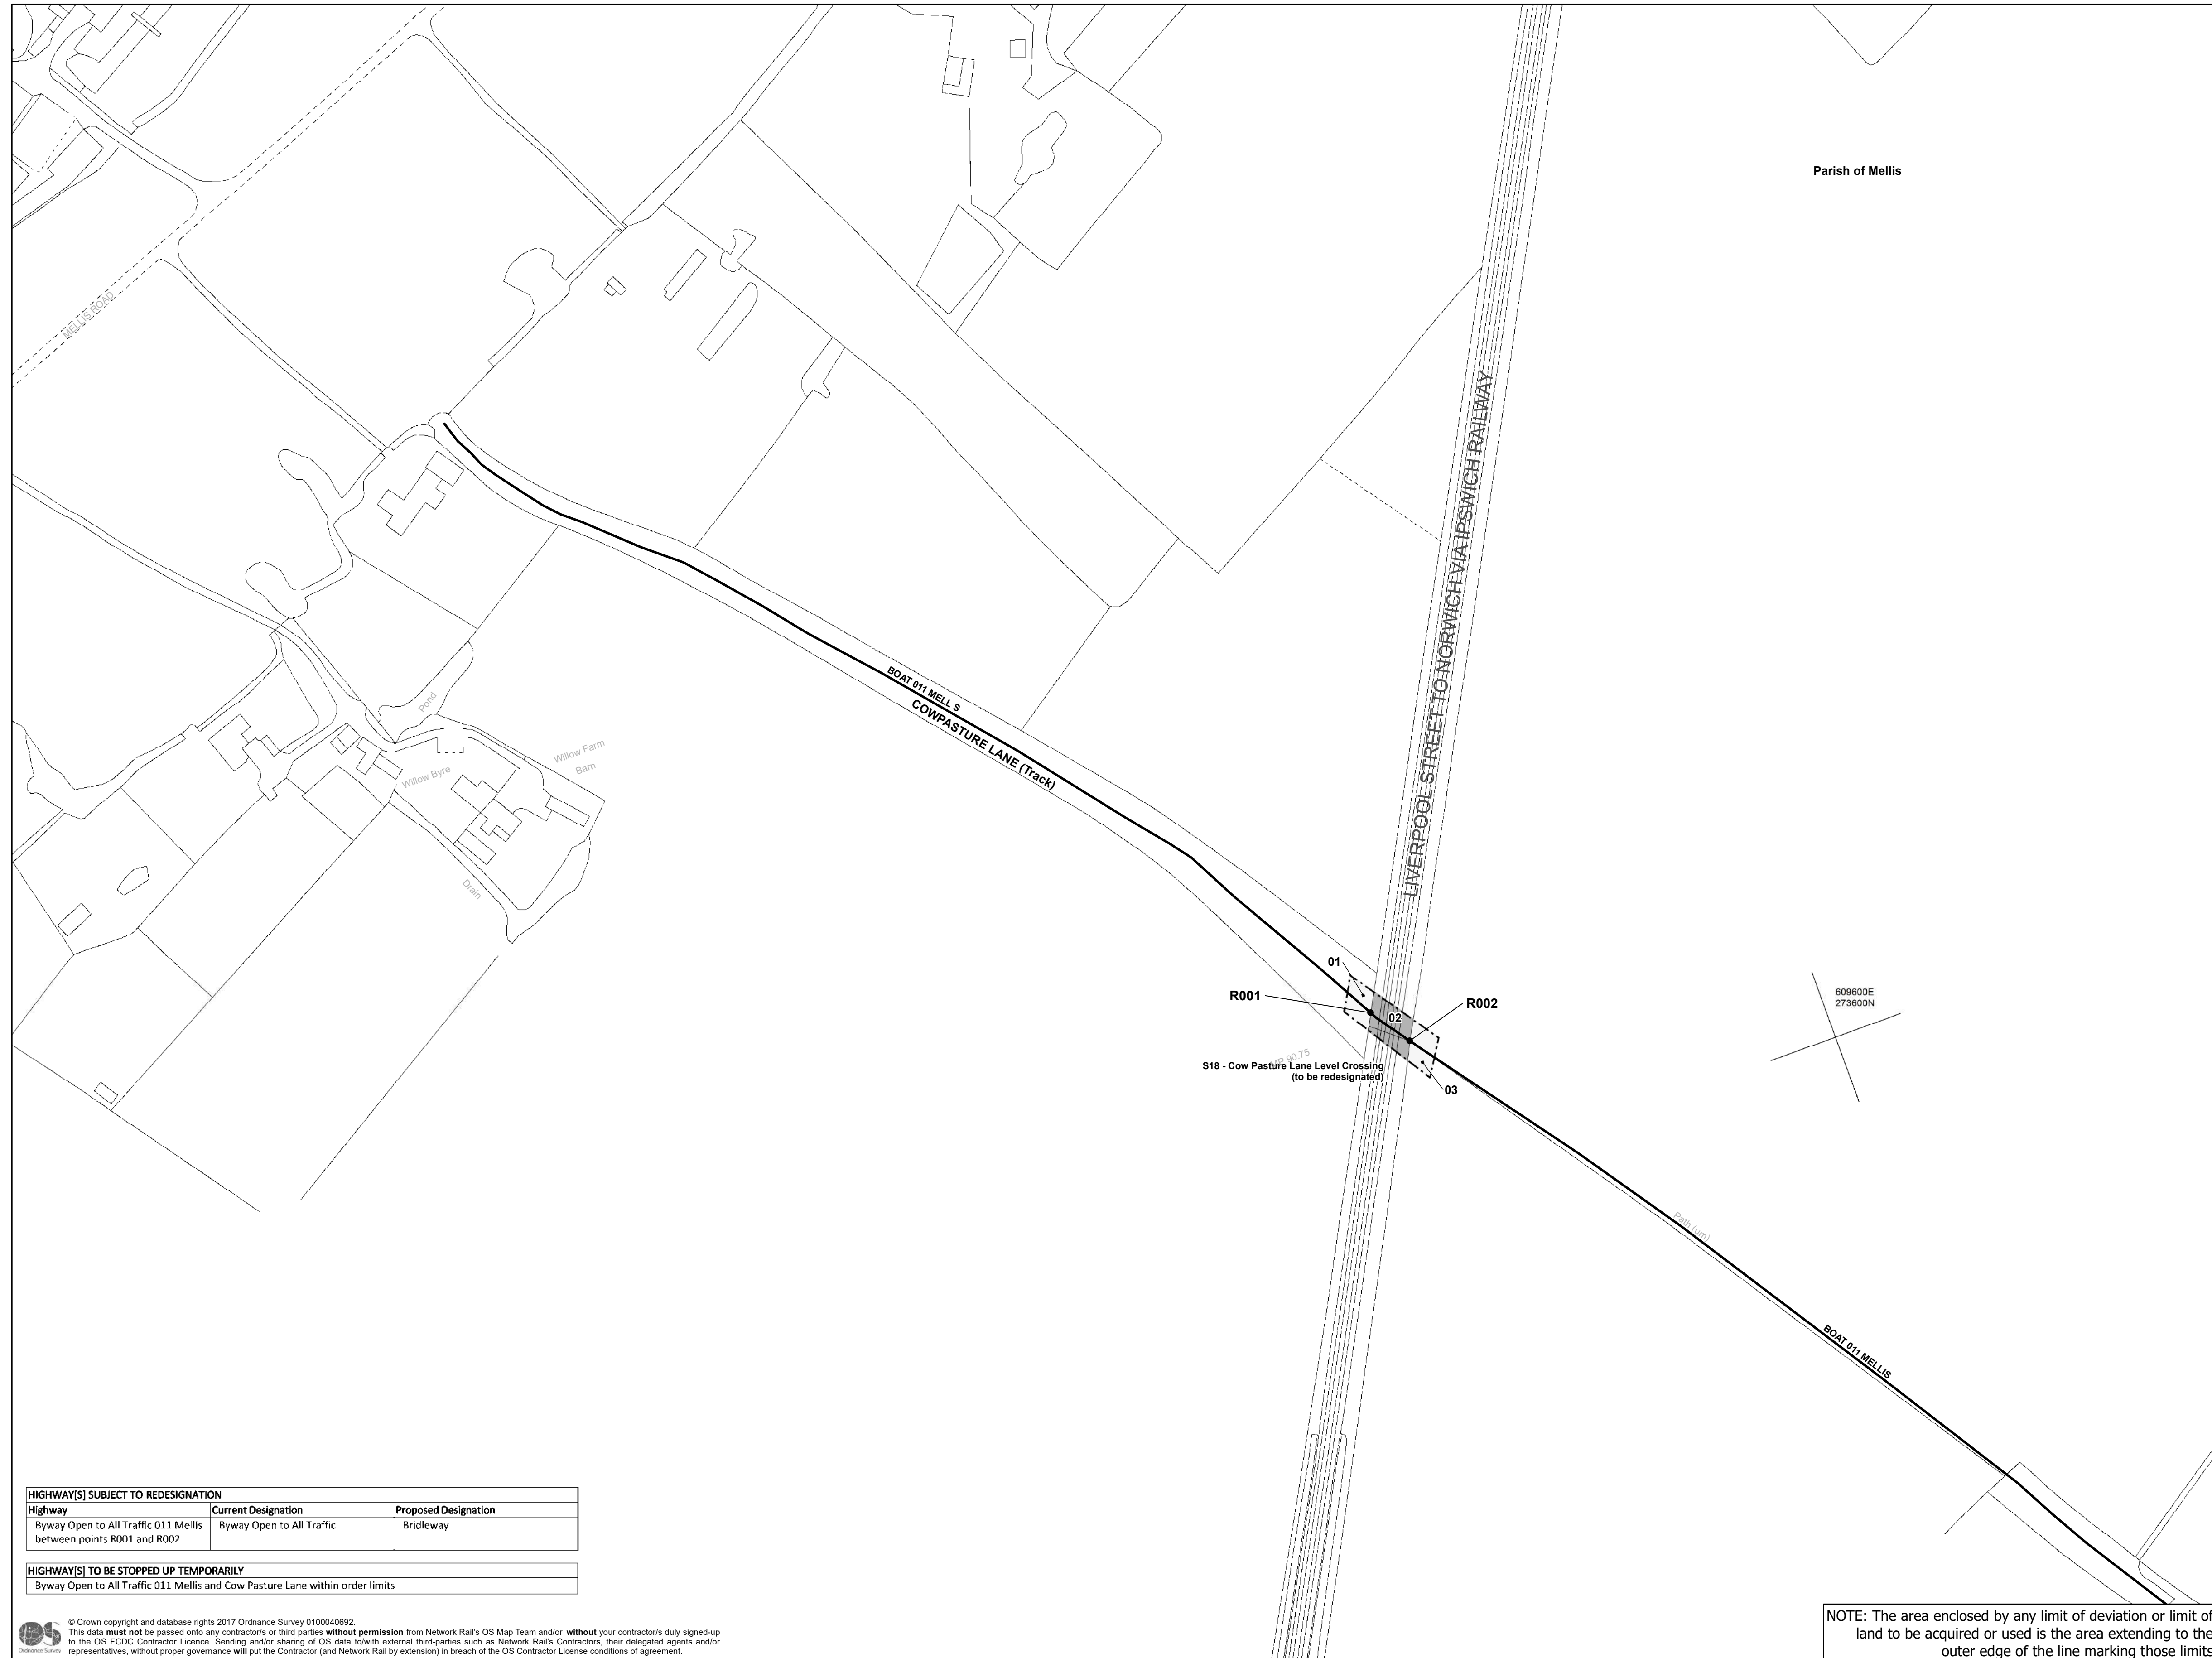 Parish of Mellis
MELLIS ROAD
LIVERPOOL STREET TO NORWICH VIA IPSWICH RAILWAY
BOAT 011 MELL S
COWPASTURE LANE (Track)
Pond
Willow Farm
Barn
Willow Byre
Drain
01
R001
02
R002
609600E
273600N
MP 90.75
S18 - Cow Pasture Lane Level Crossing
(to be redesignated)
03
Path (um)
BOAT 011 MELLIS
HIGHWAY[S] SUBJECT TO REDESIGNATION
Highway Current Designation Proposed Designation
Byway Open to All Traffic 011 Mellis Byway Open to All Traffic Bridleway
between points R001 and R002
HIGHWAY[S] TO BE STOPPED UP TEMPORARILY
Byway Open to All Traffic 011 Mellis and Cow Pasture Lane within order limits
© Crown copyright and database rights 2017 Ordnance Survey 0100040692.
This data must not be passed onto any contractor/s or third parties without permission from Network Rail's OS Map Team and/or without your contractor/s duly signed-up
to the OS FCDC Contractor Licence. Sending and/or sharing of OS data to/with external third-parties such as Network Rail's Contractors, their delegated agents and/or
representatives, without proper governance will put the Contractor (and Network Rail by extension) in breach of the OS Contractor License conditions of agreement.
OS
Ordnance Survey
NOTE: The area enclosed by any limit of deviation or limit of
land to be acquired or used is the area extending to the
outer edge of the line marking those limits